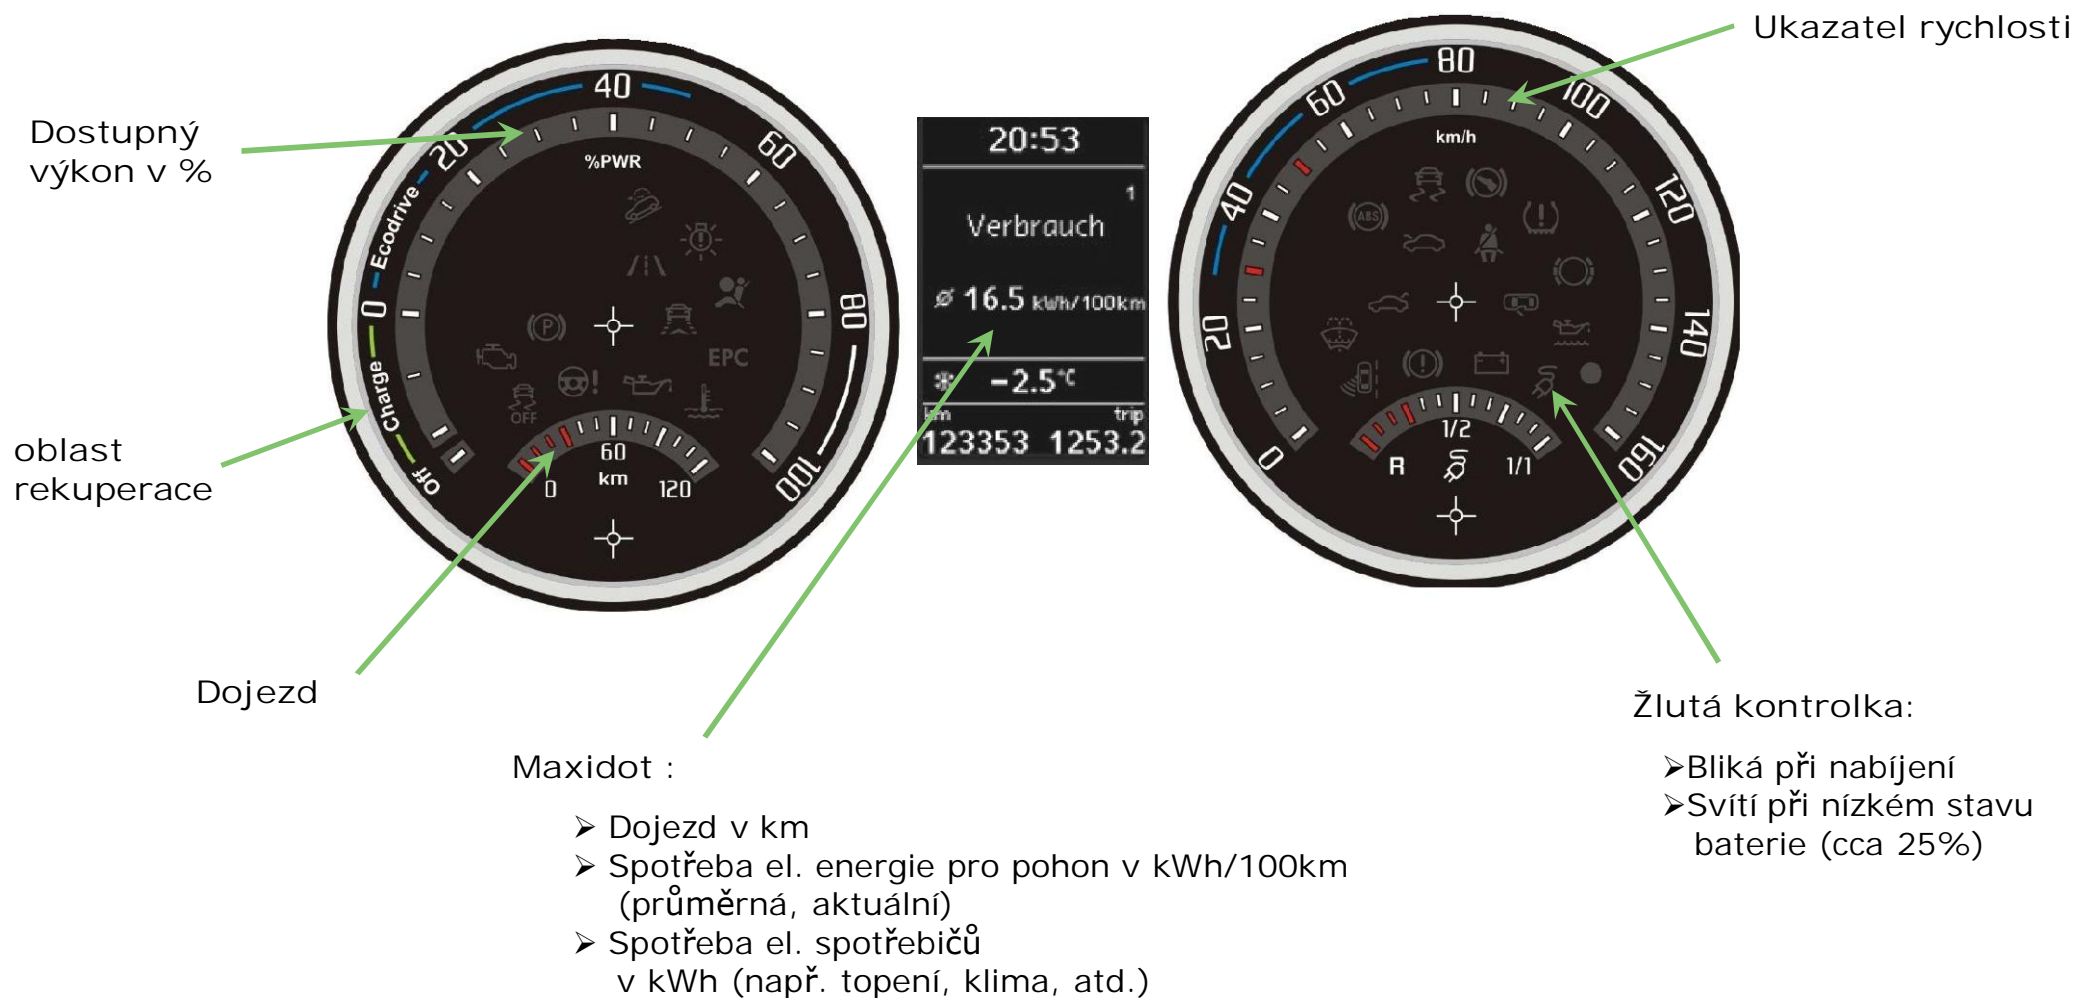 Ukazatel rychlosti
Dostupný
výkon v %
oblast
rekuperace
Off
Charge
0
Ecodrive
20
40
60
80
100
%PWR
EPC
P
OFF
60
km
0
120
20:53
1
Verbrauch
ø 16.5 kWh/100km
-2.5°C
km trip
123353 1253.2
0
20
40
60
80
100
120
140
160
km/h
ABS
1/2
R
1/1
Dojezd
Maxidot :
➢ Dojezd v km
➢ Spotřeba el. energie pro pohon v kWh/100km
(průměrná, aktuální)
➢ Spotřeba el. spotřebičů
v kWh (např. topení, klima, atd.)
Žlutá kontrolka:
➢Bliká při nabíjení
➢Svítí při nízkém stavu
baterie (cca 25%)